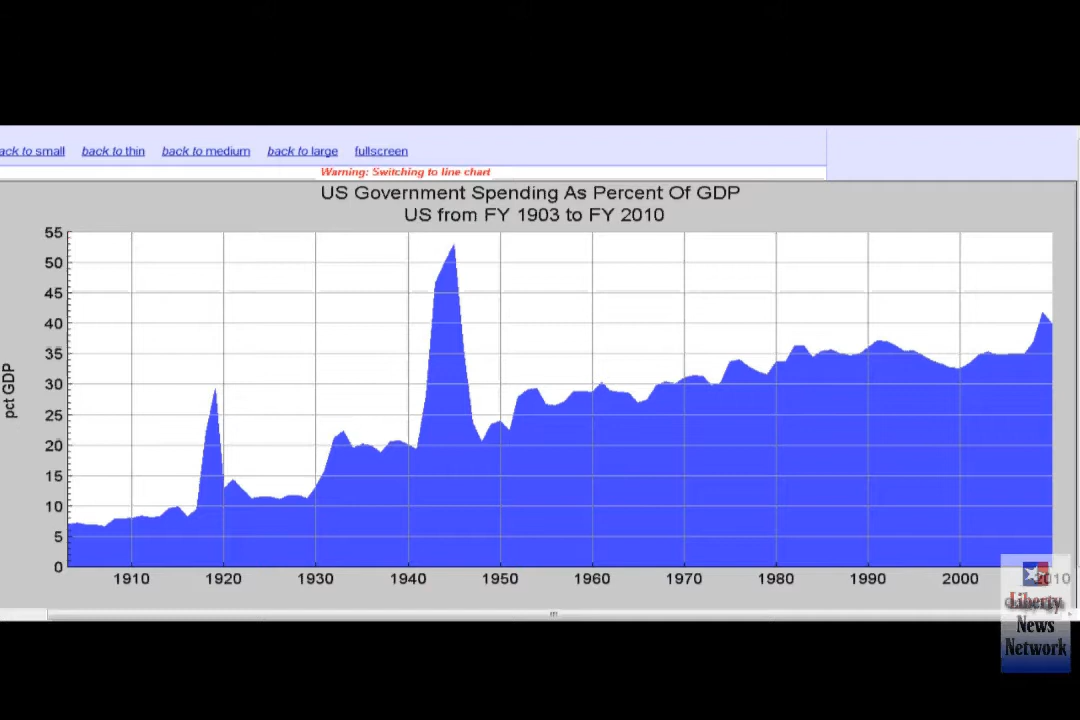 ack to small back to thin back to medium back to large fullscreen
Warning: Switching to line chart
US Government Spending As Percent Of GDP
US from FY 1903 to FY 2010
55
50
45
40
35
30
25
20
15
10
5
0
pct GDP
1910 1920 1930 1940 1950 1960 1970 1980 1990 2000 2010
Liberty
News
Network